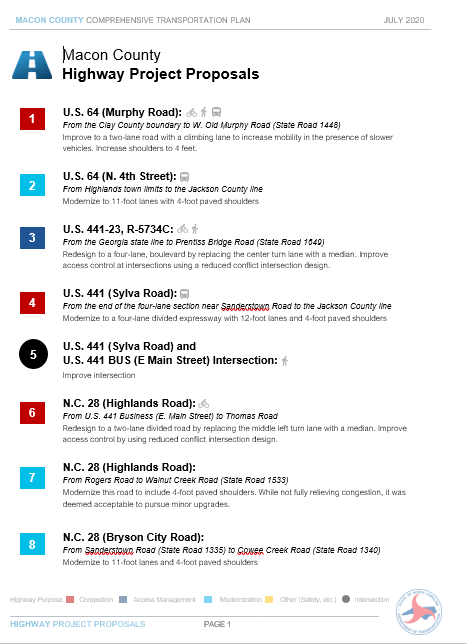 MACON COUNTY COMPREHENSIVE TRANSPORTATION PLAN JULY 2020
Macon County
Highway Project Proposals
1 U.S. 64 (Murphy Road):
From the Clay County boundary to W. Old Murphy Road (State Road 1448)
Improve to a two-lane road with a climbing lane to increase mobility in the presence of slower
vehicles. Increase shoulders to 4 feet.
2 U.S. 64 (N. 4th Street):
From Highlands town limits to the Jackson County line
Modernize to 11-foot lanes with 4-foot paved shoulders
3 U.S. 441-23, R-5734C:
From the Georgia state line to Prentiss Bridge Road (State Road 1649)
Redesign to a four-lane, boulevard by replacing the center turn lane with a median. Improve
access control at intersections using a reduced conflict intersection design.
4 U.S. 441 (Sylva Road):
From the end of the four-lane section near Sanderstown Road to the Jackson County line
Modernize to a four-lane divided expressway with 12-foot lanes and 4-foot paved shoulders
5 U.S. 441 (Sylva Road) and
U.S. 441 BUS (E Main Street) Intersection:
Improve intersection
6 N.C. 28 (Highlands Road):
From U.S. 441 Business (E. Main Street) to Thomas Road
Redesign to a two-lane divided road by replacing the middle left turn lane with a median. Improve
access control by using reduced conflict intersection design.
7 N.C. 28 (Highlands Road):
From Rogers Road to Walnut Creek Road (State Road 1533)
Modernize this road to include 4-foot paved shoulders. While not fully relieving congestion, it was
deemed acceptable to pursue minor upgrades.
8 N.C. 28 (Bryson City Road):
From Sanderstown Road (State Road 1335) to Cowee Creek Road (State Road 1340)
Modernize to 11-foot lanes and 4-foot paved shoulders
Highway Purpose: Congestion Access Management Modernization Other (Safety, etc.) Intersection
HIGHWAY PROJECT PROPOSALS PAGE 1